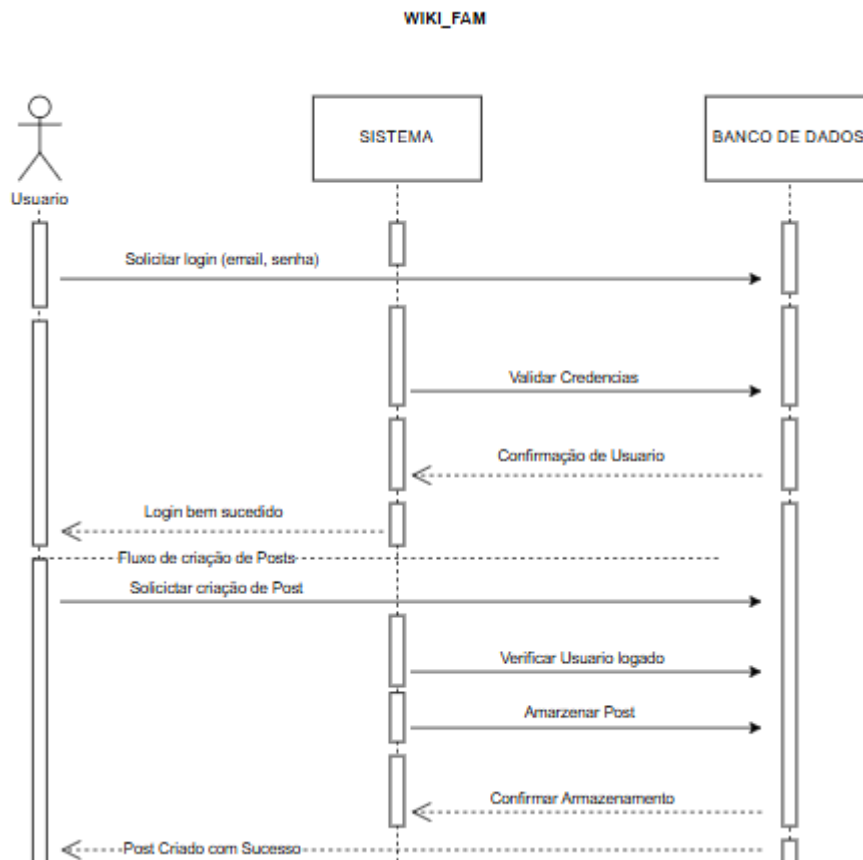 WIKI_FAM
SISTEMA
BANCO DE DADOS
Usuario
Solicitar login (email, senha)
Validar Credencias
Confirmação de Usuario
Login bem sucedido
Fluxo de criação de Posts
Solicictar criação de Post
Verificar Usuario logado
Amarzenar Post
Confirmar Armazenamento
Post Criado com Sucesso